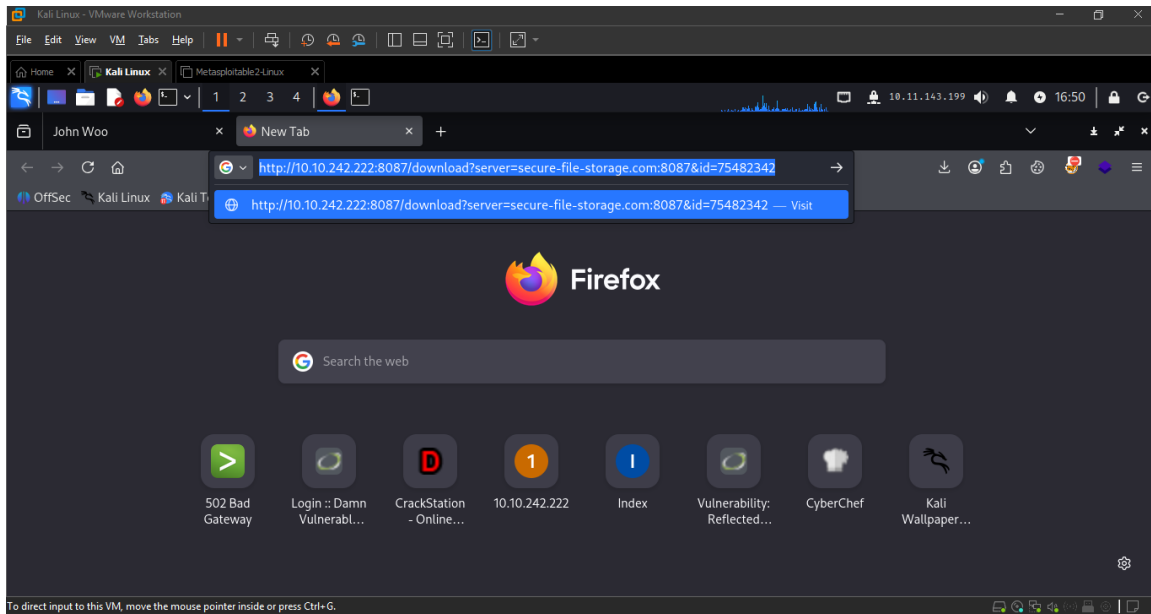 Kali Linux - VMware Workstation
File Edit View VM Tabs Help
Home Kali Linux Metasploitable2-Linux
1 2 3 4 10.11.143.199 16:50
John Woo New Tab
http://10.10.242.222:8087/download?server=secure-file-storage.com:8087&id=75482342
OffSec Kali Linux Kali T
http://10.10.242.222:8087/download?server=secure-file-storage.com:8087&id=75482342 — Visit
Firefox
Search the web
D 1 I
502 Bad Gateway
Login :: Damn Vulnerabl...
CrackStation - Online...
10.10.242.222
Index
Vulnerability: Reflected...
CyberChef
Kali Wallpaper...
To direct input to this VM, move the mouse pointer inside or press Ctrl+G.